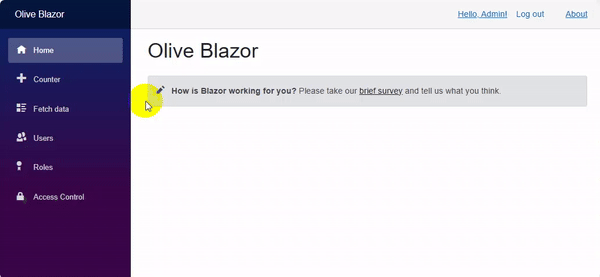 Olive Blazor
Hello, Admin! Log out About
Home
Counter
Fetch data
Users
Roles
Access Control
Olive Blazor
How is Blazor working for you? Please take our brief survey and tell us what you think.